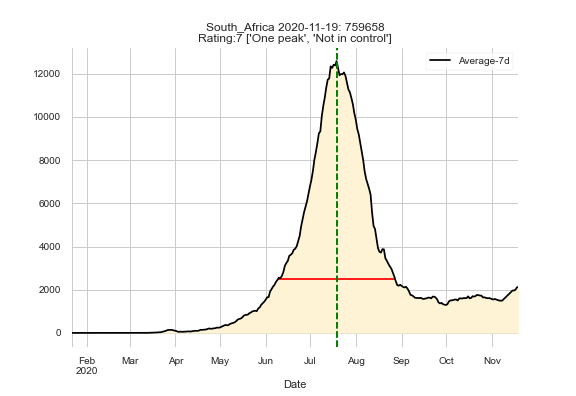 South_Africa 2020-11-19: 759658
Rating:7 ['One peak', 'Not in control']
Average-7d
12000
10000
8000
6000
4000
2000
0
Feb Mar Apr May Jun Jul Aug Sep Oct Nov
2020
Date